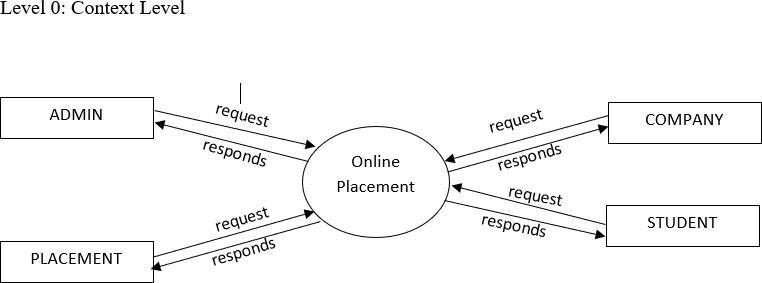 Level 0: Context Level
ADMIN
request
responds
request
responds
COMPANY
Online
Placement
PLACEMENT
request
responds
request
responds
STUDENT